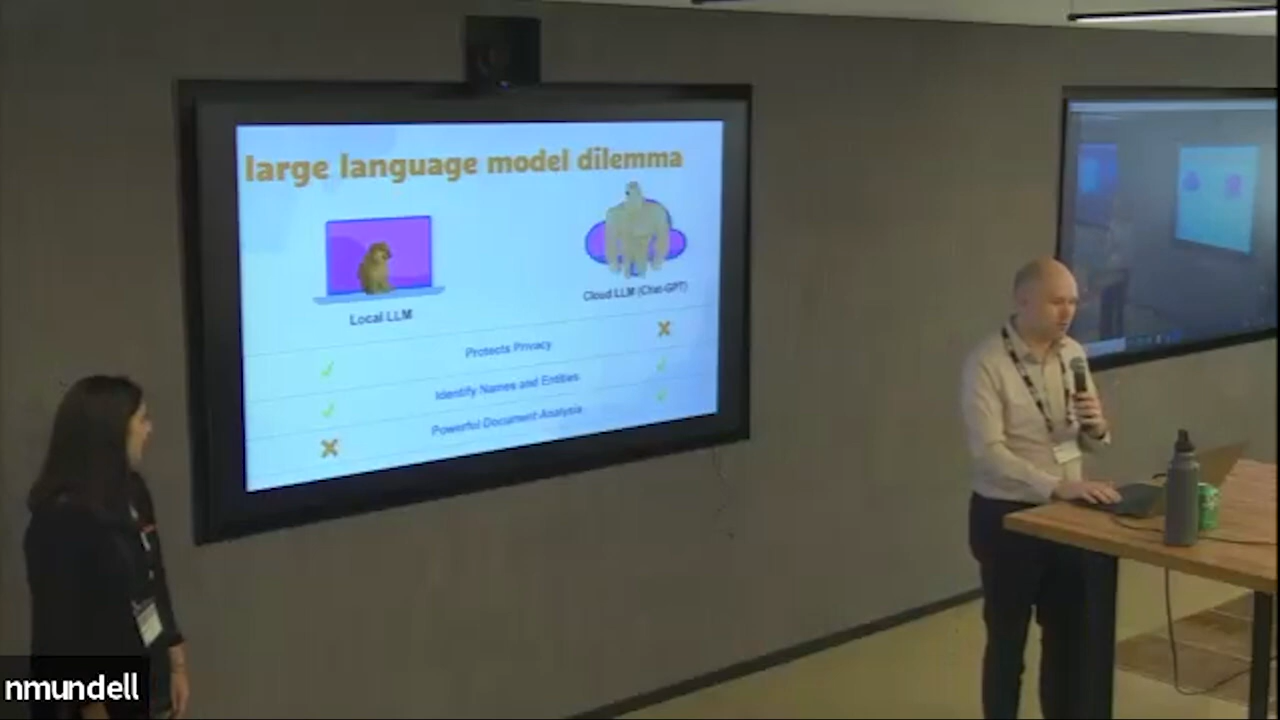 large language model dilemma
Local LLM
Cloud LLM (Chat-GPT)
Protects Privacy
Identify Names and Entities
Powerful Document Analysis
nmundell